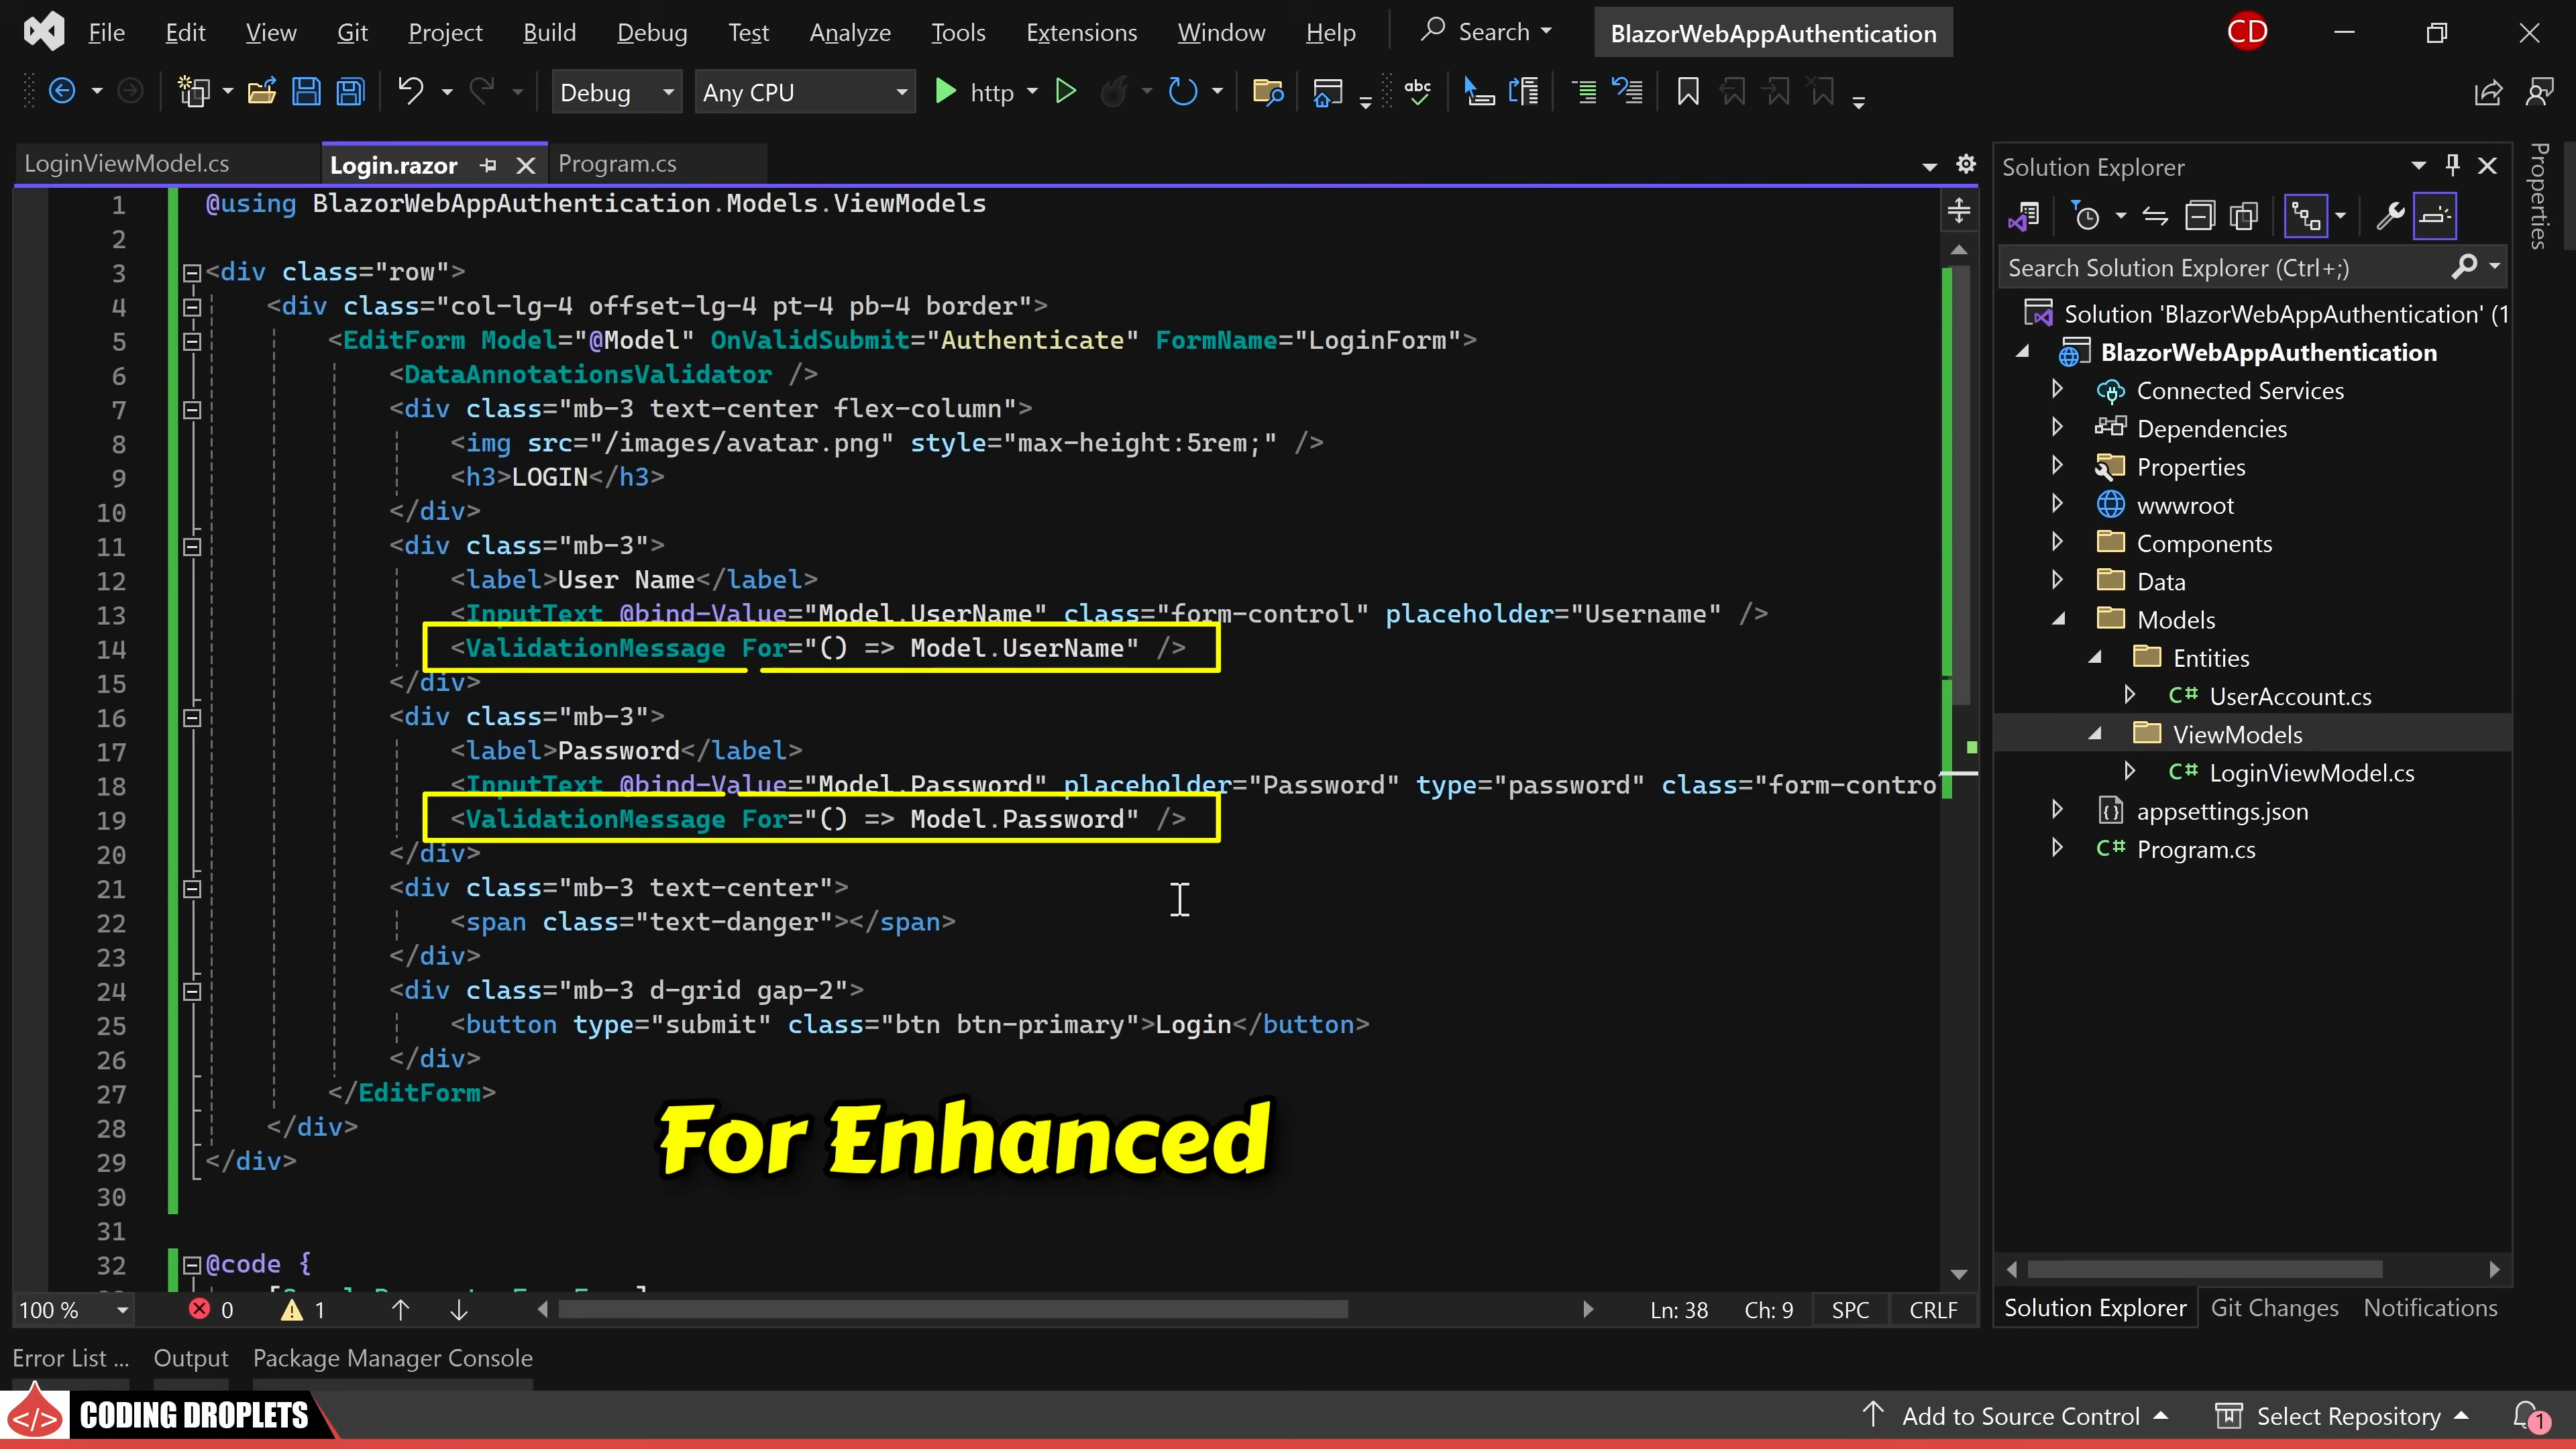 File Edit View Git Project Build Debug Test Analyze Tools Extensions Window Help Search BlazorWebAppAuthentication CD
Debug Any CPU http abc
LoginViewModel.cs Login.razor Program.cs
1 @using BlazorWebAppAuthentication.Models.ViewModels
2
3 <div class="row">
4 <div class="col-lg-4 offset-lg-4 pt-4 pb-4 border">
5 <EditForm Model="@Model" OnValidSubmit="Authenticate" FormName="LoginForm">
6 <DataAnnotationsValidator />
7 <div class="mb-3 text-center flex-column">
8 <img src="/images/avatar.png" style="max-height:5rem;" />
9 <h3>LOGIN</h3>
10 </div>
11 <div class="mb-3">
12 <label>User Name</label>
13 <InputText @bind-Value="Model.UserName" class="form-control" placeholder="Username" />
14 <ValidationMessage For="() => Model.UserName" />
15 </div>
16 <div class="mb-3">
17 <label>Password</label>
18 <InputText @bind-Value="Model.Password" placeholder="Password" type="password" class="form-contro
19 <ValidationMessage For="() => Model.Password" />
20 </div>
21 <div class="mb-3 text-center">
22 <span class="text-danger"></span>
23 </div>
24 <div class="mb-3 d-grid gap-2">
25 <button type="submit" class="btn btn-primary">Login</button>
26 </div>
27 </EditForm>
28 </div>
29 </div>
30
31
32 @code {
For Enhanced
100 % 0 1 Ln: 38 Ch: 9 SPC CRLF
Error List ... Output Package Manager Console
Solution Explorer
Search Solution Explorer (Ctrl+;)
Solution 'BlazorWebAppAuthentication' (1
BlazorWebAppAuthentication
Connected Services
Dependencies
Properties
wwwroot
Components
Data
Models
Entities
C# UserAccount.cs
ViewModels
C# LoginViewModel.cs
appsettings.json
C# Program.cs
Solution Explorer Git Changes Notifications
Properties
</> CODING DROPLETS
Add to Source Control Select Repository 1